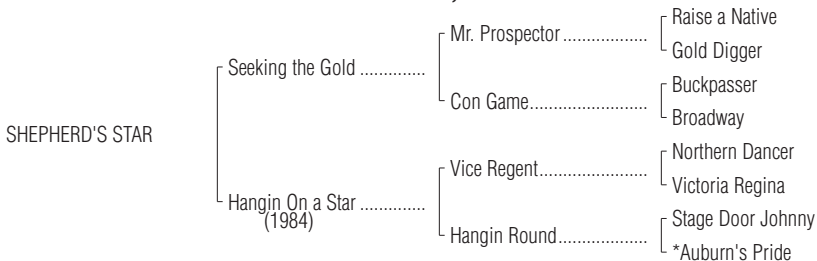 Raise a Native
Mr. Prospector ..................
Gold Digger
Seeking the Gold ..............
Buckpasser
Con Game.........................
Broadway
SHEPHERD'S STAR
Northern Dancer
Vice Regent.......................
Victoria Regina
Hangin On a Star ..............
(1984)
Stage Door Johnny
Hangin Round...................
*Auburn's Pride